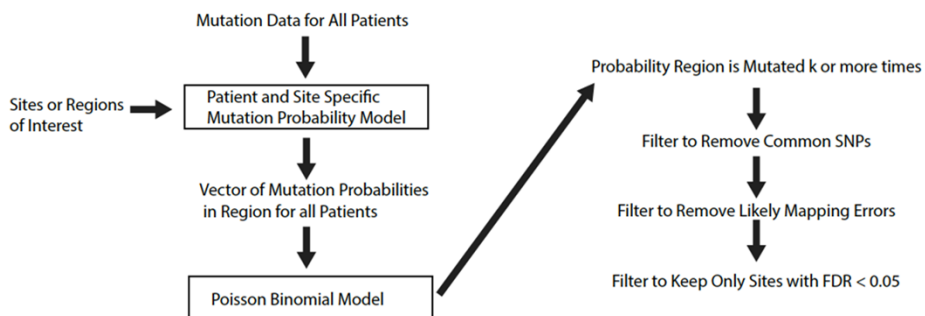 Mutation Data for All Patients
Sites or Regions
of Interest
Patient and Site Specific
Mutation Probability Model
Vector of Mutation Probabilities
in Region for all Patients
Poisson Binomial Model
Probability Region is Mutated k or more times
Filter to Remove Common SNPs
Filter to Remove Likely Mapping Errors
Filter to Keep Only Sites with FDR < 0.05